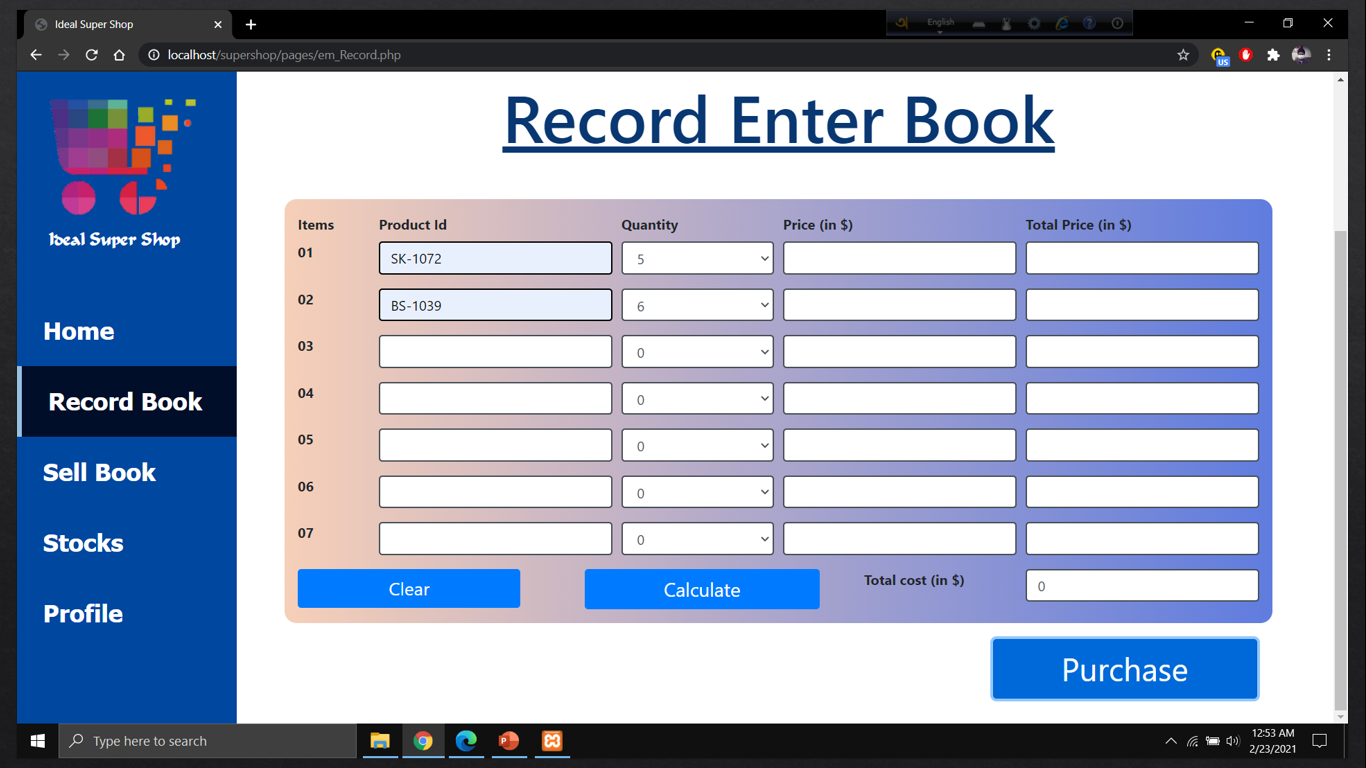 Ideal Super Shop
English
localhost/supershop/pages/em_Record.php
US
Ideal Super Shop
Home
Record Book
Sell Book
Stocks
Profile
Record Enter Book
Items Product Id Quantity Price (in $) Total Price (in $)
01 SK-1072 5
02 BS-1039 6
03 0
04 0
05 0
06 0
07 0
Clear Calculate Total cost (in $) 0
Purchase
Type here to search
12:53 AM
2/23/2021